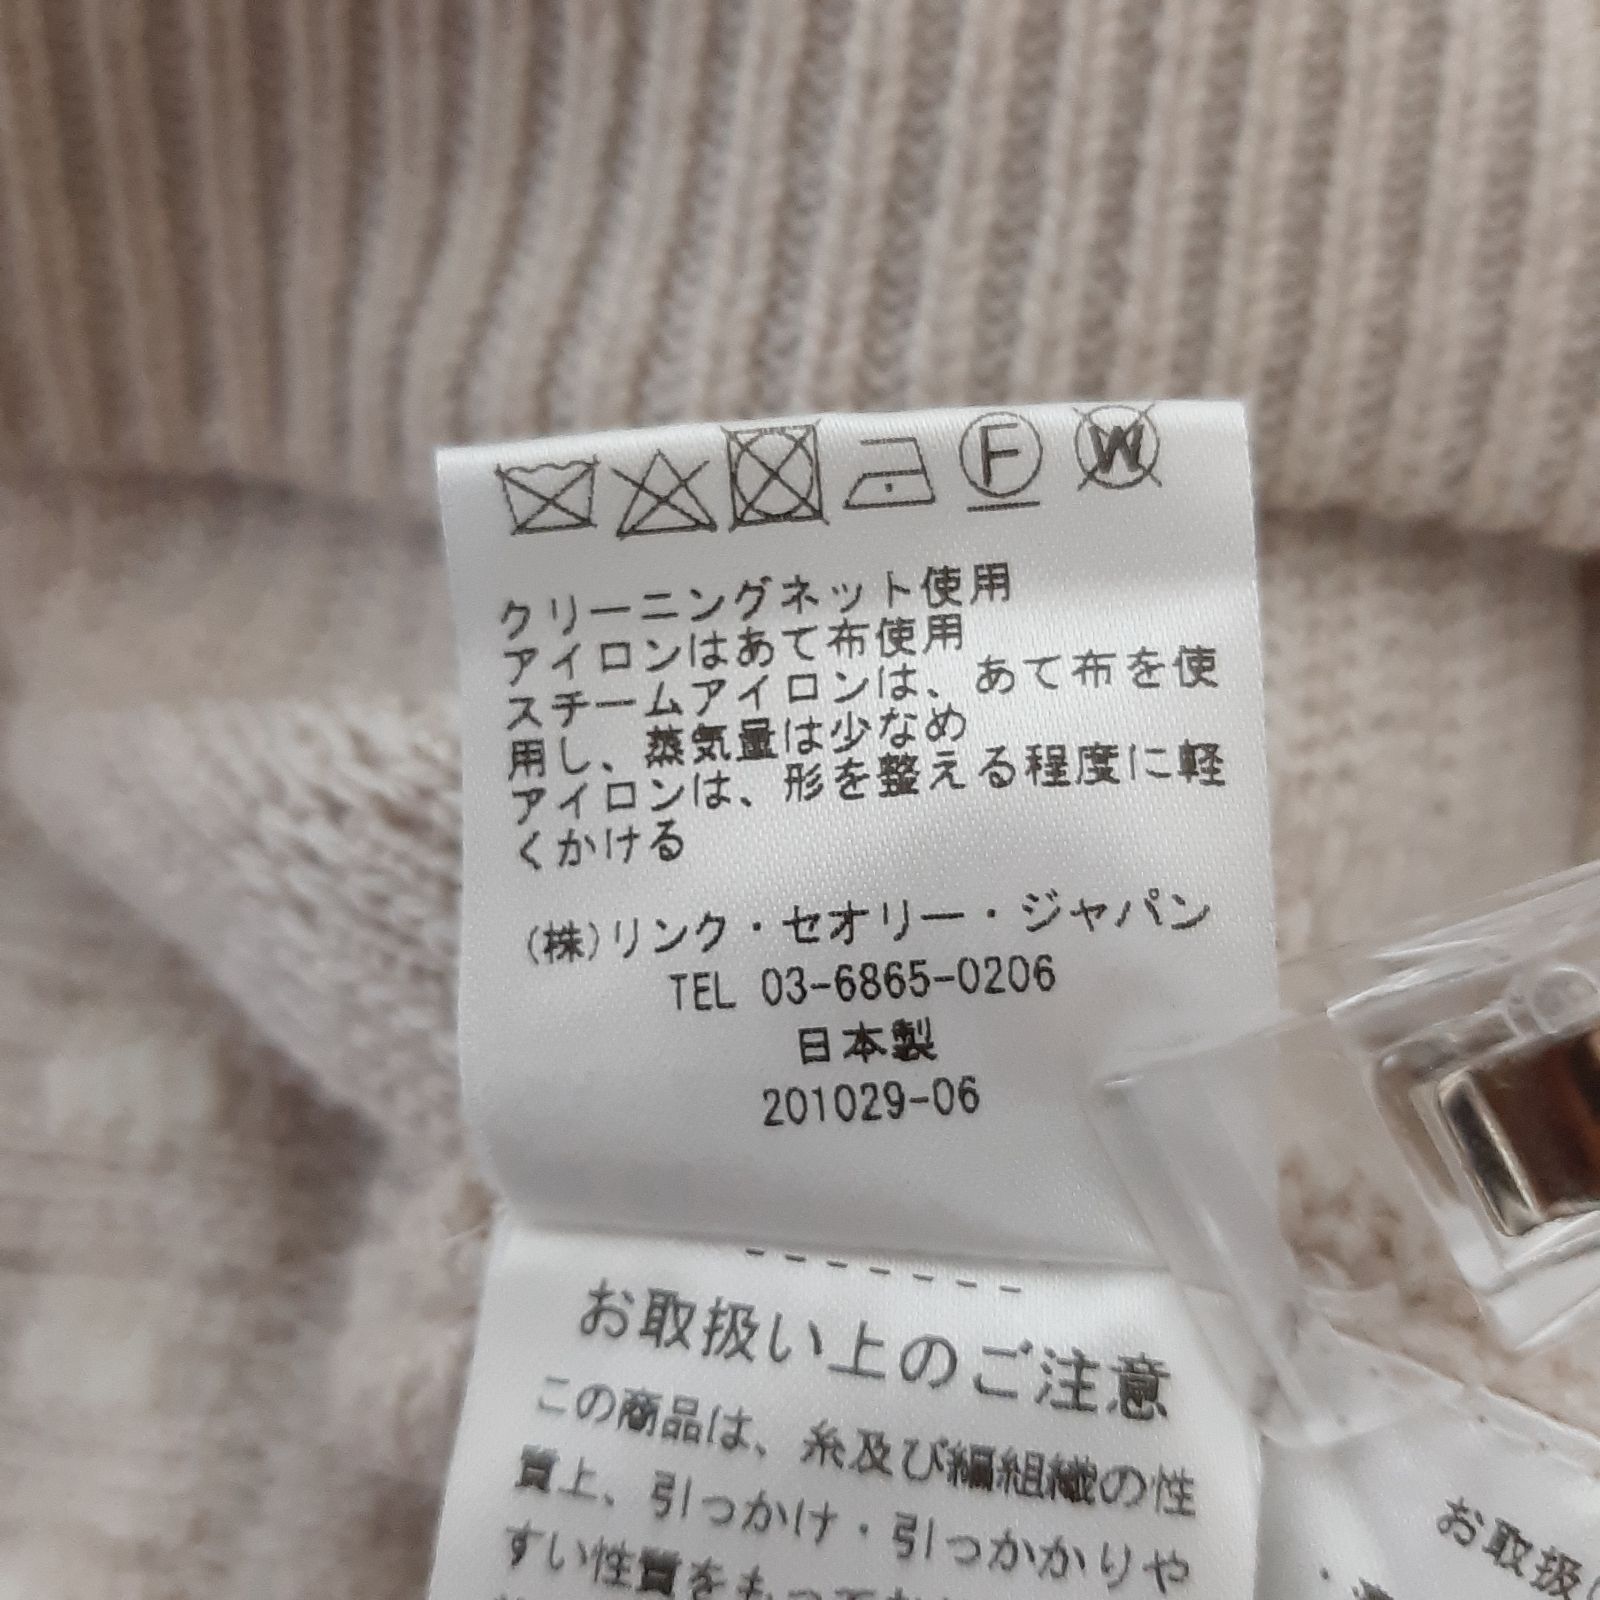 F W
クリーニングネット使用
アイロンはあて布使用
スチームアイロンは、あて布を使
用し、蒸気量は少なめ
アイロンは、形を整える程度に軽
くかける
(株)リンク・セオリー・ジャパン
TEL 03-6865-0206
日本製
201029-06
お取扱い上のご注意
この商品は、糸及び編組織の性
質上、引っかけ・引っかかりや
すい性質をもって
お取扱